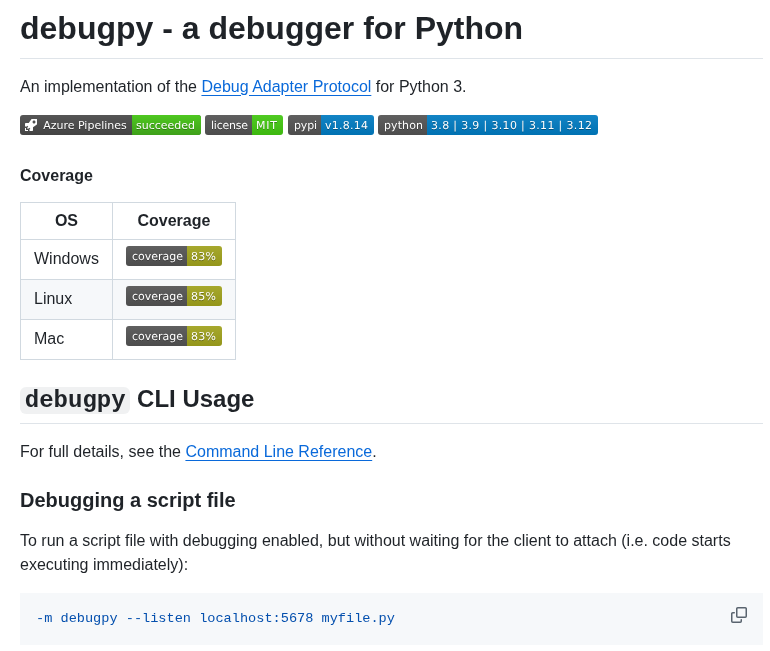 debugpy - a debugger for Python
An implementation of the Debug Adapter Protocol for Python 3.
Azure Pipelines succeeded license MIT pypi v1.8.14 python 3.8 | 3.9 | 3.10 | 3.11 | 3.12
Coverage
OS Coverage
Windows coverage 83%
Linux coverage 85%
Mac coverage 83%
debugpy CLI Usage
For full details, see the Command Line Reference.
Debugging a script file
To run a script file with debugging enabled, but without waiting for the client to attach (i.e. code starts
executing immediately):
-m debugpy --listen localhost:5678 myfile.py